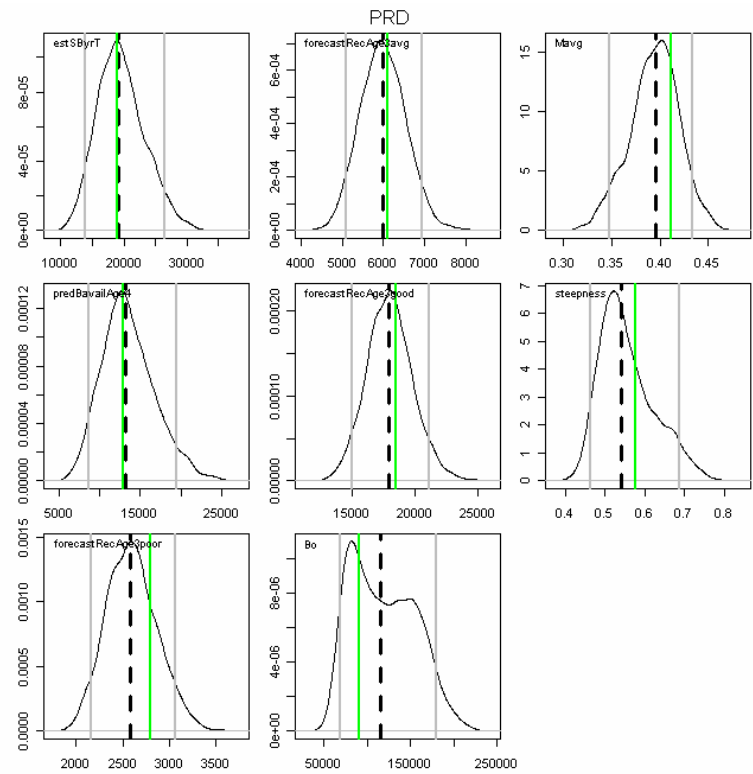 PRD
estSByrT
forecastRecAge3avg
Mavg
0e+00 4e-05 8e-05
0e+00 2e-04 4e-04 6e-04
0 5 10 15
10000 20000 30000
4000 5000 6000 7000 8000
0.30 0.35 0.40 0.45
predBavailAge4
forecastRecAge3good
steepness
0.00000 0.00004 0.00008 0.00012
0.00000 0.00010 0.00020
0 1 2 3 4 5 6 7
5000 15000 25000
15000 20000 25000
0.4 0.5 0.6 0.7 0.8
forecastRecAge3poor
Bo
0.0000 0.0005 0.0010 0.0015
0e+00 4e-06 8e-06
2000 2500 3000 3500
50000 150000 250000